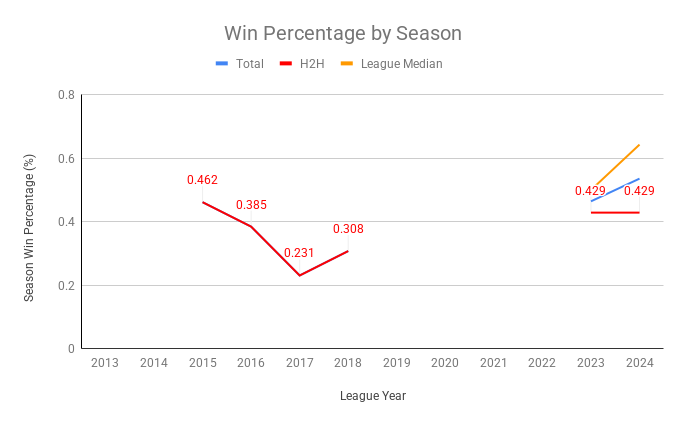 Win Percentage by Season
Total H2H League Median
Season Win Percentage (%)
0.8
0.6
0.4
0.2
0
0.462
0.385
0.231
0.308
0.429 0.429
2013 2014 2015 2016 2017 2018 2019 2020 2021 2022 2023 2024
League Year